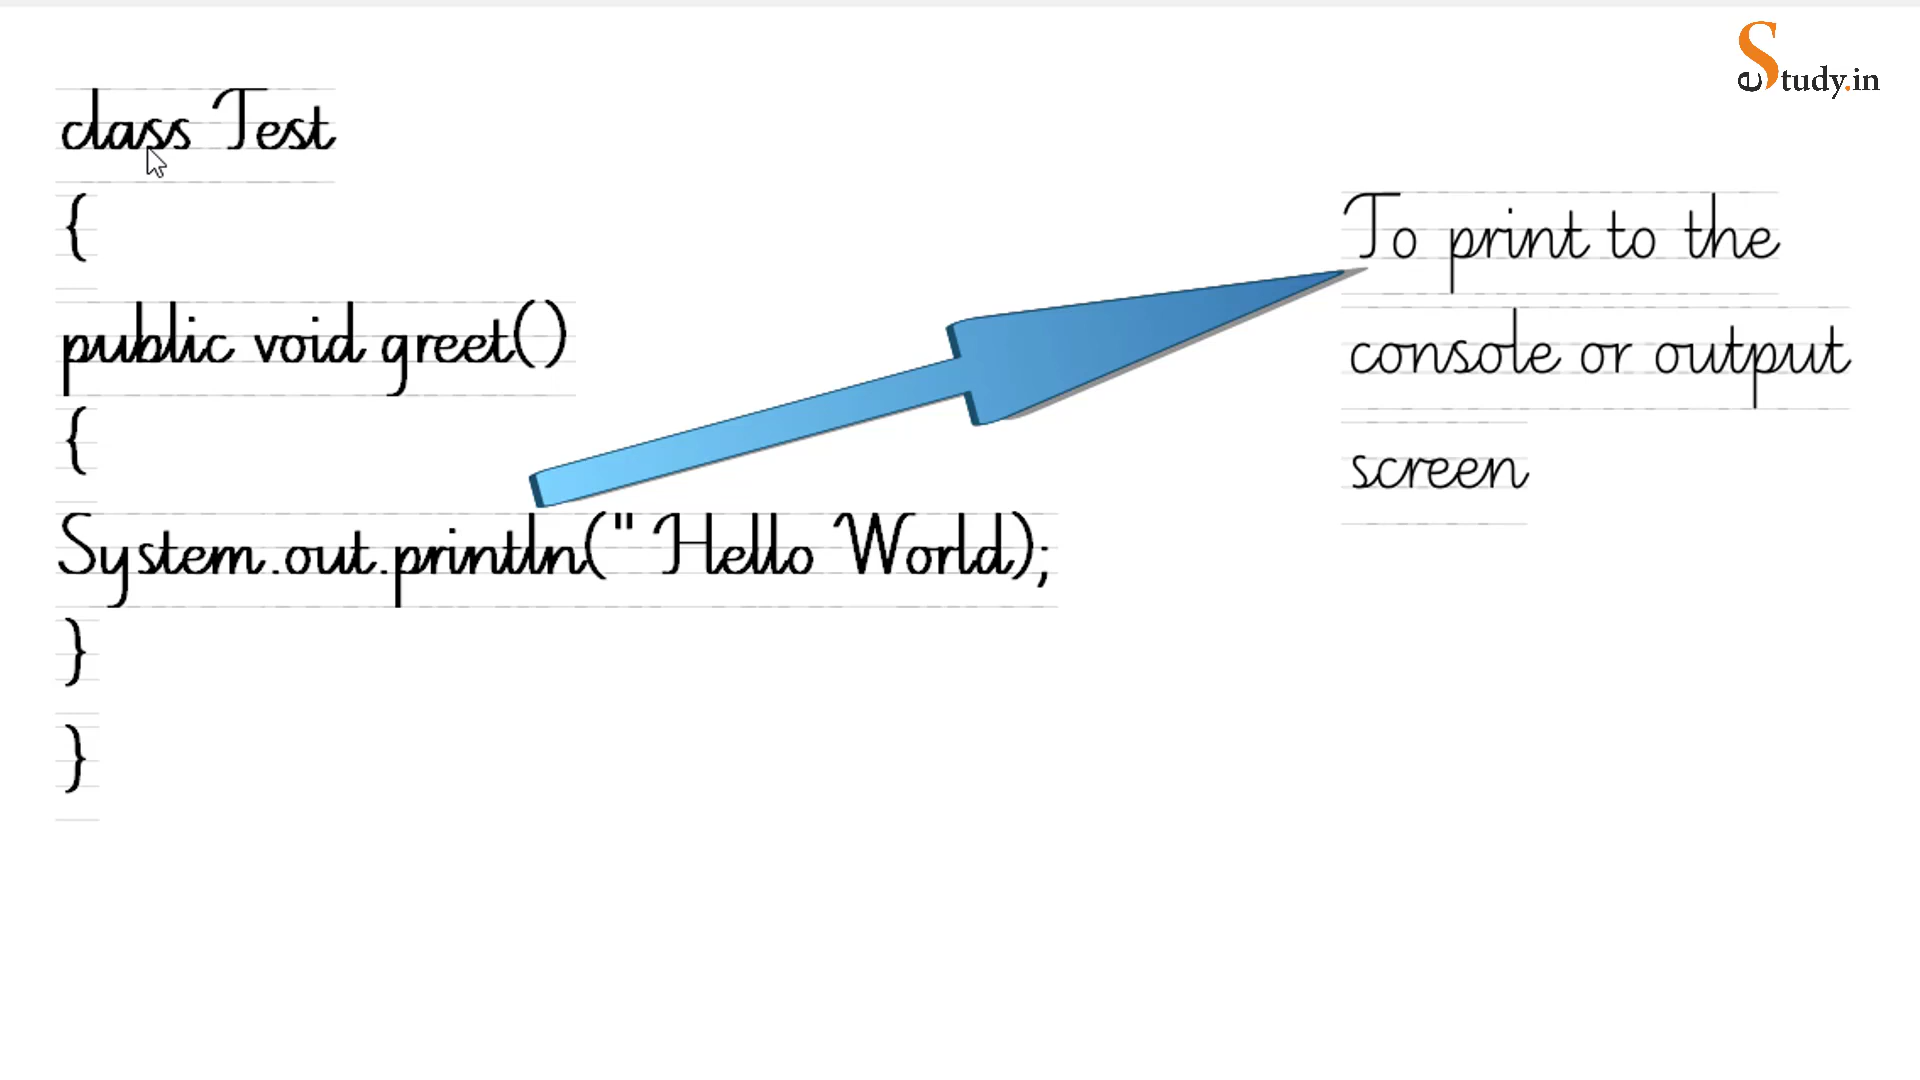 eStudy.in
class Test
{
public void greet()
{
System.out.println(" Hello World);
}
}
To print to the
console or output
screen